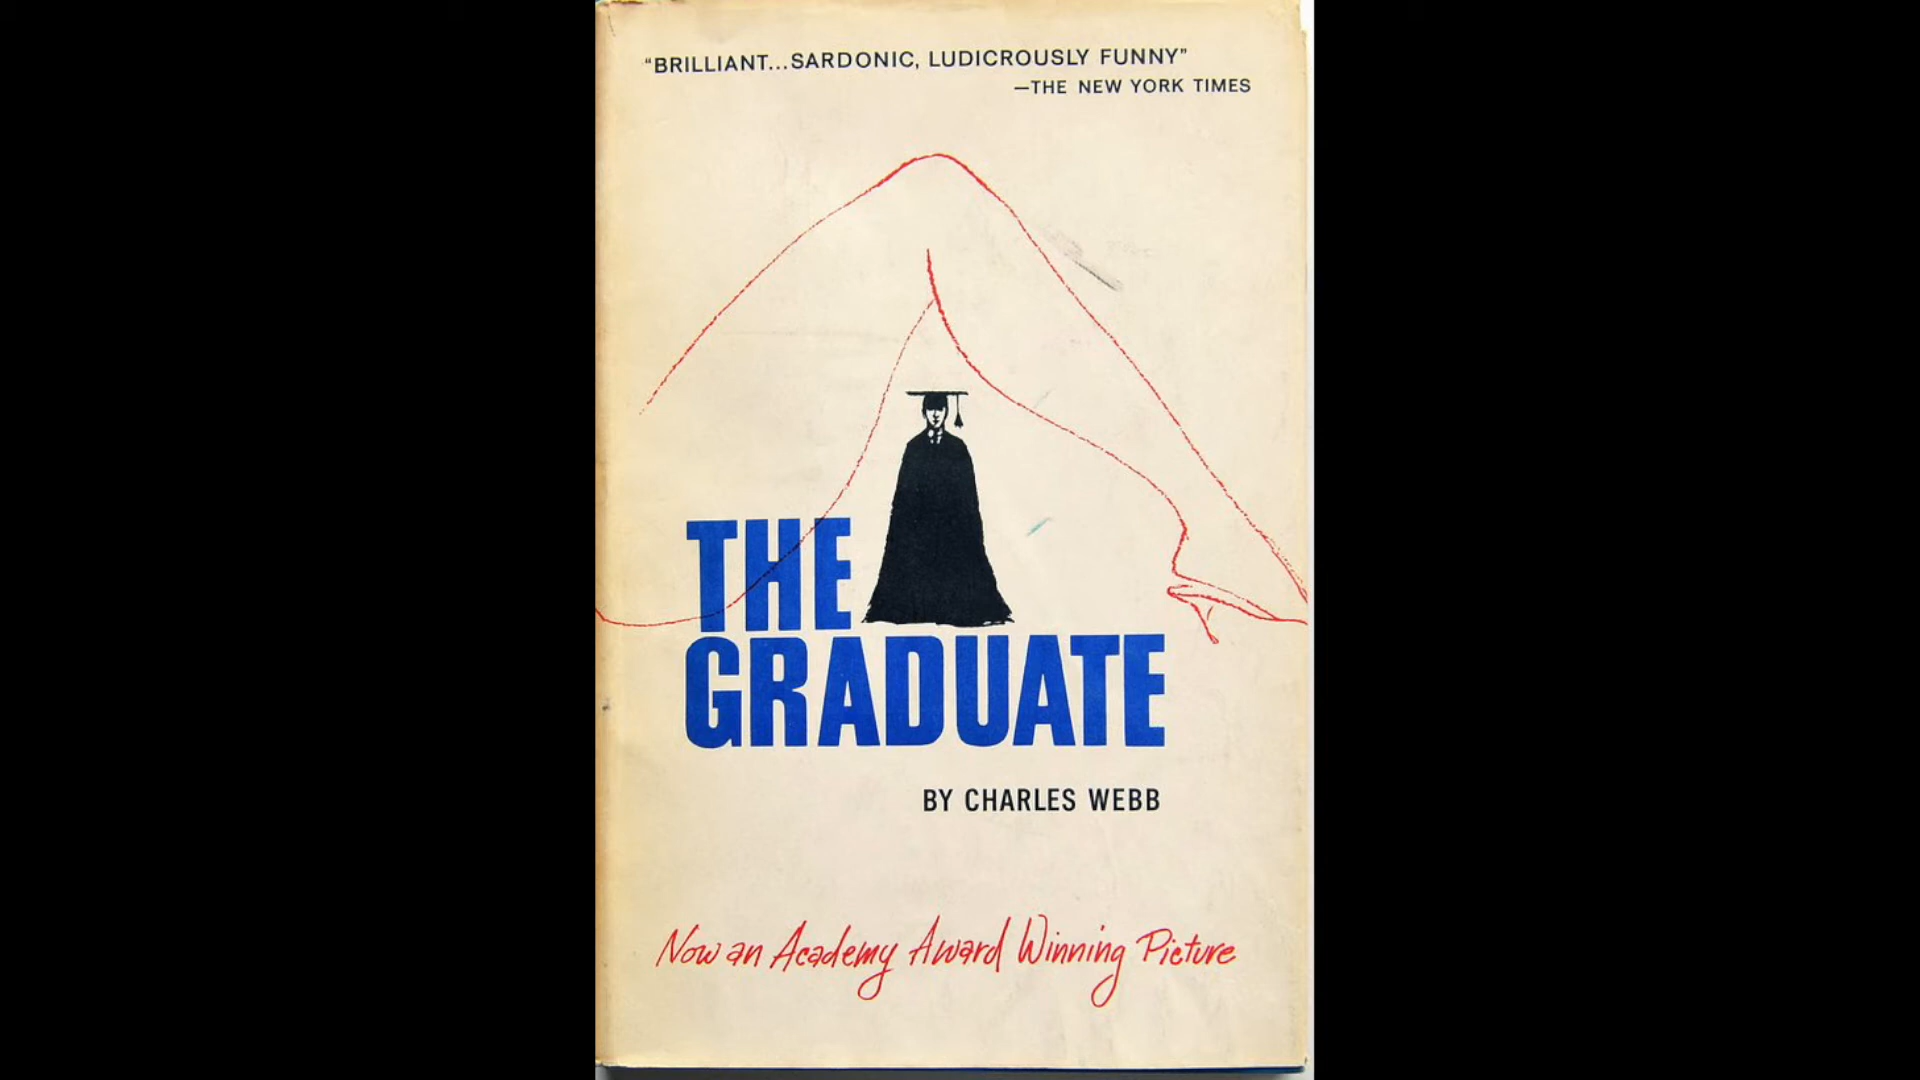 "BRILLIANT...SARDONIC, LUDICROUSLY FUNNY"
—THE NEW YORK TIMES
THE
GRADUATE
BY CHARLES WEBB
Now an Academy Award Winning Picture